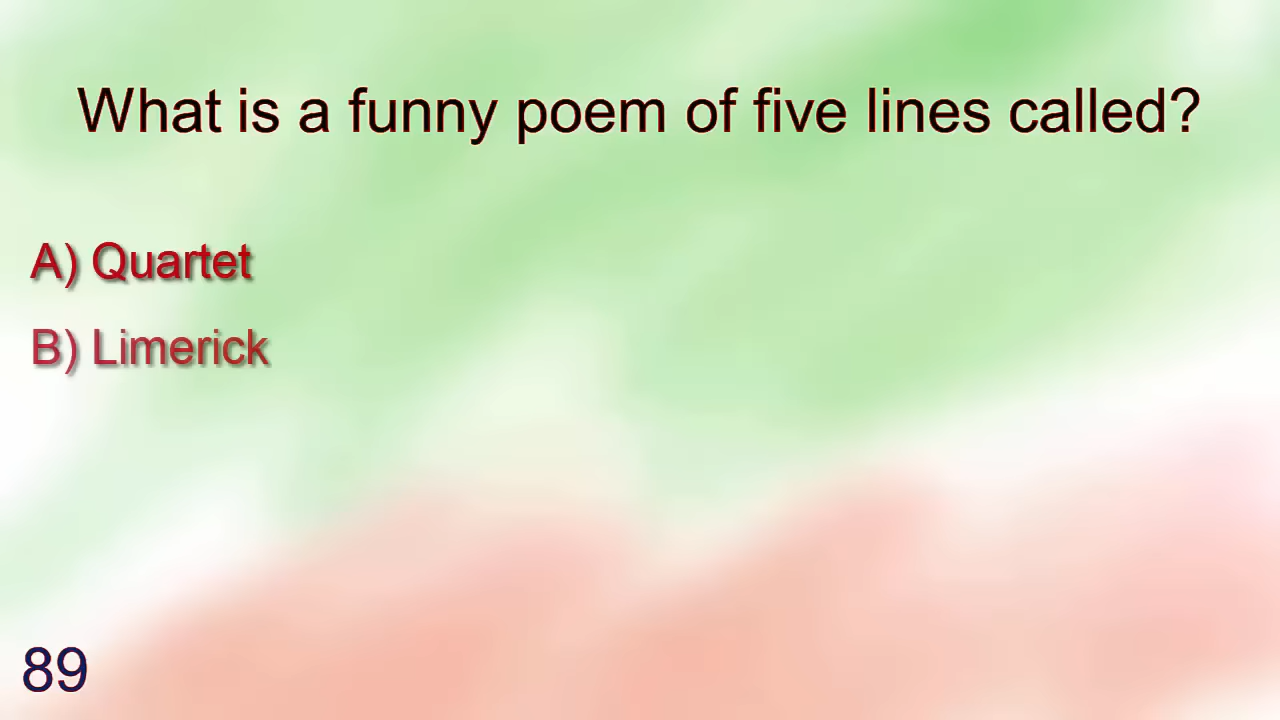 What is a funny poem of five lines called?
A) Quartet
B) Limerick
89